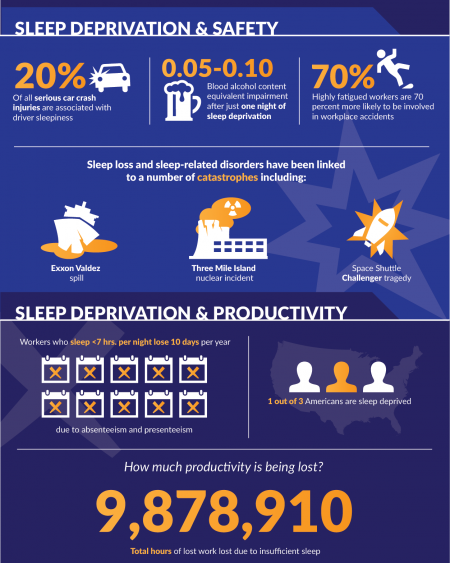 SLEEP DEPRIVATION & SAFETY
20%
Of all serious car crash
injuries are associated with
driver sleepiness
0.05-0.10
Blood alcohol content
equivalent impairment
after just one night of
sleep deprivation
70%
Highly fatigued workers are 70
percent more likely to be involved
in workplace accidents
Sleep loss and sleep-related disorders have been linked
to a number of catastrophes including:
Exxon Valdez
spill
Three Mile Island
nuclear incident
Space Shuttle
Challenger tragedy
SLEEP DEPRIVATION & PRODUCTIVITY
Workers who sleep <7 hrs. per night lose 10 days per year
due to absenteeism and presenteeism
1 out of 3 Americans are sleep deprived
How much productivity is being lost?
9,878,910
Total hours of lost work lost due to insufficient sleep